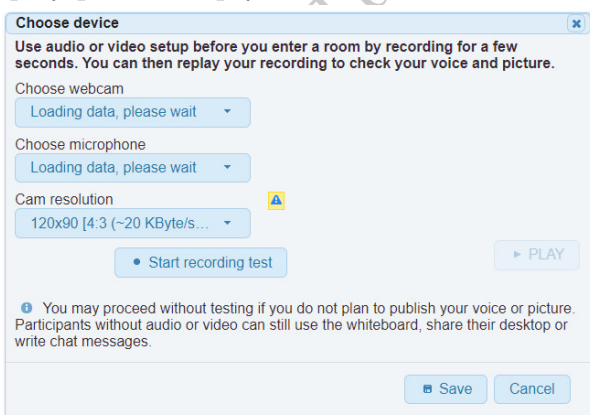 Choose device
Use audio or video setup before you enter a room by recording for a few
seconds. You can then replay your recording to check your voice and picture.
Choose webcam
Loading data, please wait
Choose microphone
Loading data, please wait
Cam resolution
120x90 [4:3 (~20 KByte/s...
Start recording test
PLAY
You may proceed without testing if you do not plan to publish your voice or picture.
Participants without audio or video can still use the whiteboard, share their desktop or
write chat messages.
Save Cancel